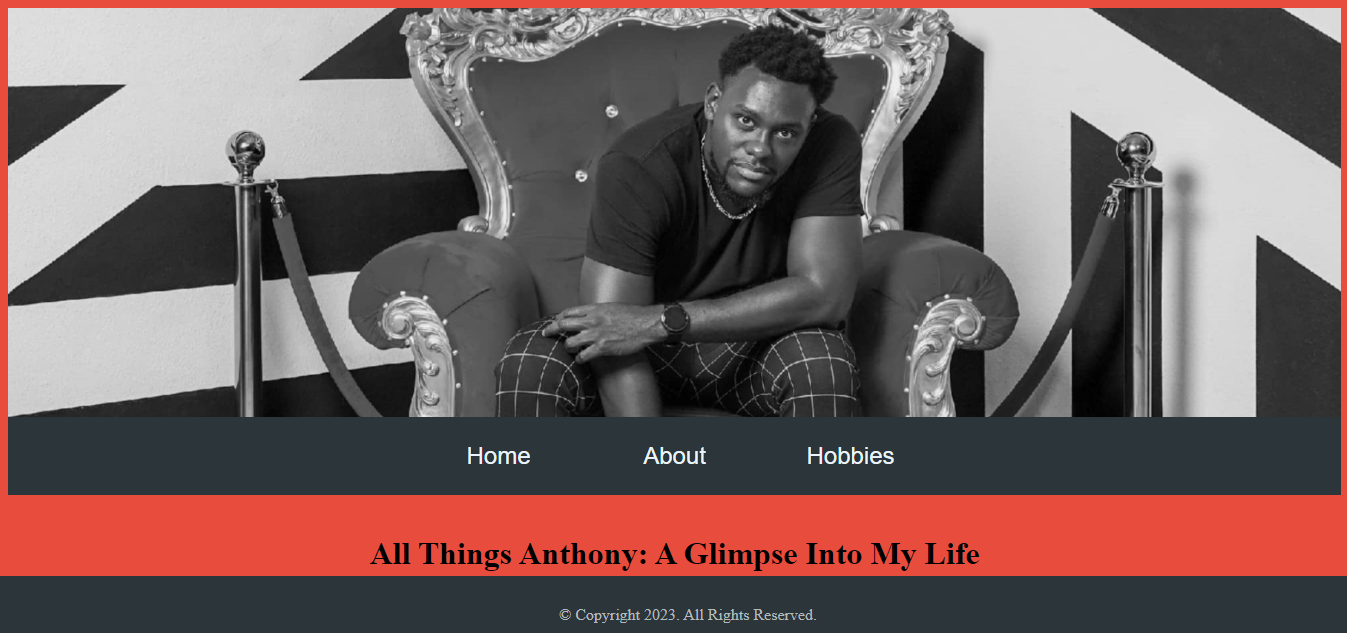 Home About Hobbies
All Things Anthony: A Glimpse Into My Life
© Copyright 2023. All Rights Reserved.